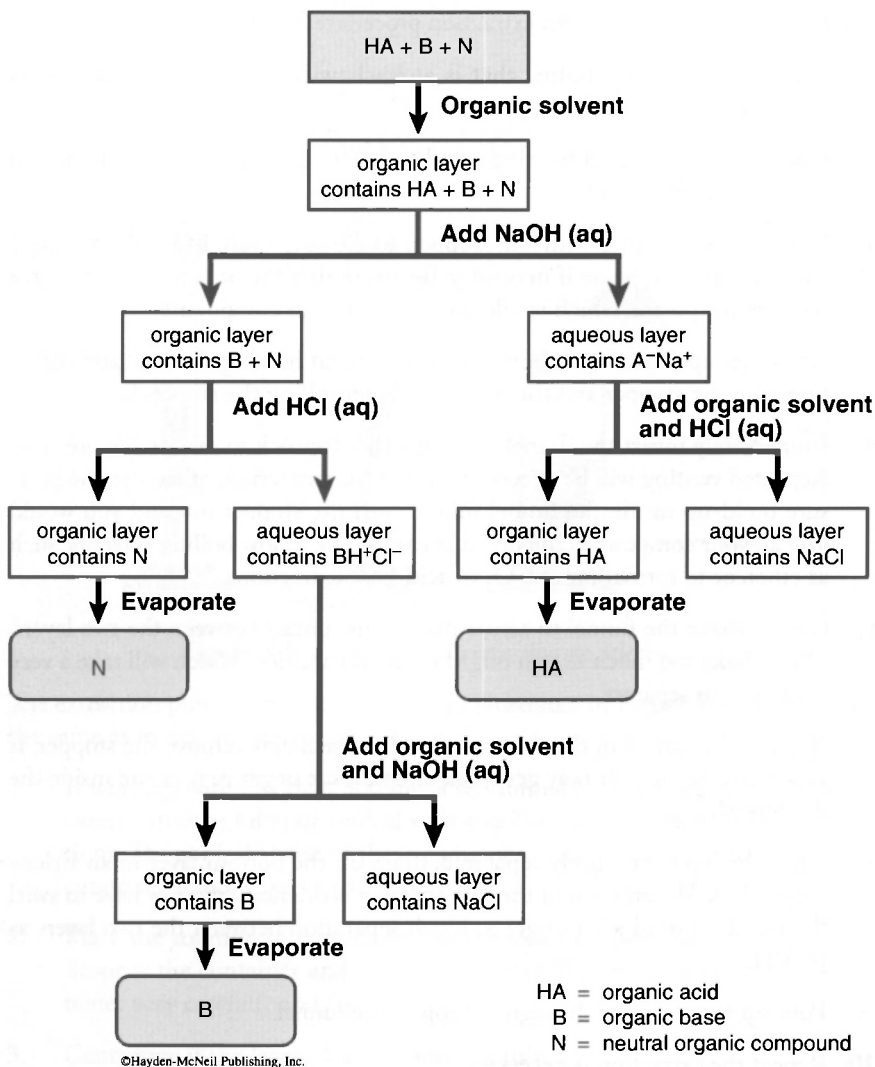 HA + B + N
Organic solvent
organic layer
contains HA + B + N
Add NaOH (aq)
organic layer
contains B + N
aqueous layer
contains A⁻Na⁺
Add HCl (aq)
Add organic solvent
and HCl (aq)
organic layer
contains N
aqueous layer
contains BH⁺Cl⁻
organic layer
contains HA
aqueous layer
contains NaCl
Evaporate
Evaporate
N
HA
Add organic solvent
and NaOH (aq)
organic layer
contains B
aqueous layer
contains NaCl
Evaporate
B
HA = organic acid
B = organic base
N = neutral organic compound
©Hayden-McNeil Publishing, Inc.